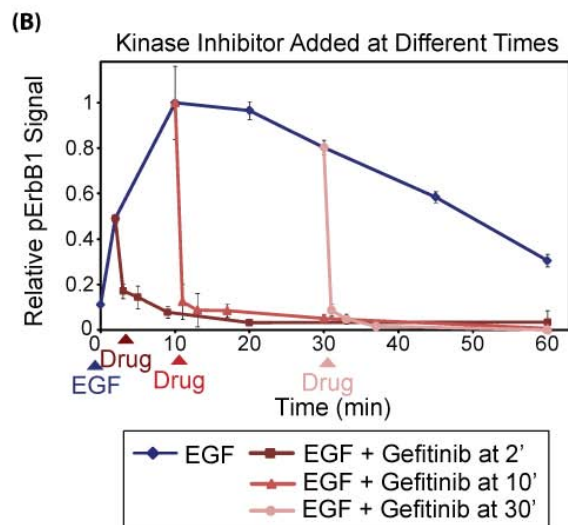 (B)
Kinase Inhibitor Added at Different Times
Relative pErbB1 Signal
1
0.8
0.6
0.4
0.2
0
0 10 20 30 40 50 60
Drug
EGF Drug Drug
Time (min)
EGF EGF + Gefitinib at 2'
EGF + Gefitinib at 10'
EGF + Gefitinib at 30'